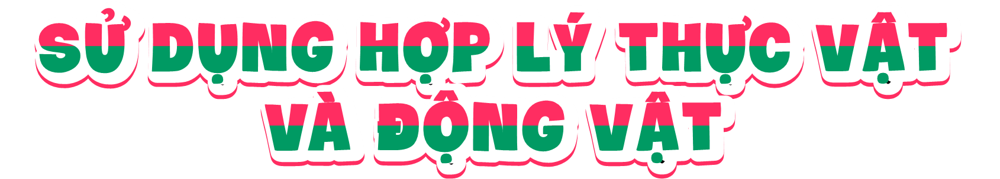 SỬ DỤNG HỢP LÝ THỰC VẬT
VÀ ĐỘNG VẬT